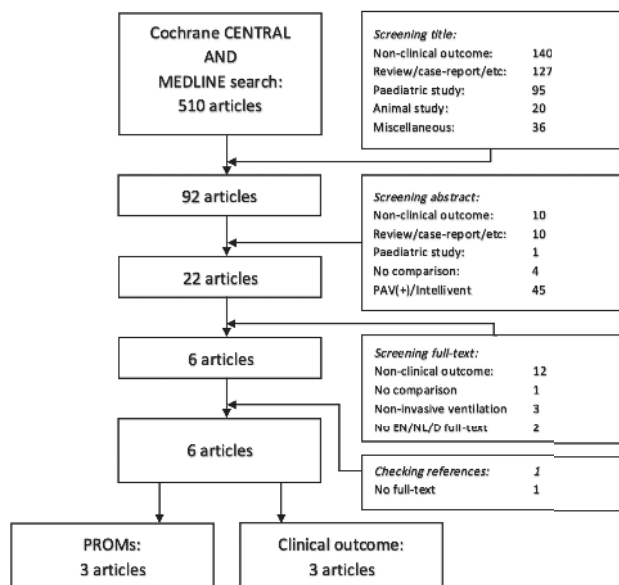 Cochrane CENTRAL
AND
MEDLINE search:
510 articles
Screening title:
Non-clinical outcome: 140
Review/case-report/etc: 127
Paediatric study: 95
Animal study: 20
Miscellaneous: 36
92 articles
Screening abstract:
Non-clinical outcome: 10
Review/case-report/etc: 10
Paediatric study: 1
No comparison: 4
PAV(+)/Intellivent 45
22 articles
Screening full-text:
Non-clinical outcome: 12
No comparison 1
Non-invasive ventilation 3
No EN/NL/D full-text 2
6 articles
6 articles
Checking references: 1
No full-text 1
PROMs:
3 articles
Clinical outcome:
3 articles